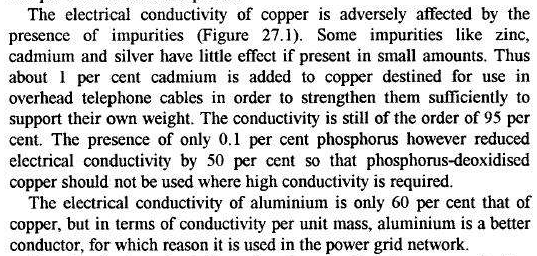 The electrical conductivity of copper is adversely affected by the
presence of impurities (Figure 27.1). Some impurities like zinc,
cadmium and silver have little effect if present in small amounts. Thus
about 1 per cent cadmium is added to copper destined for use in
overhead telephone cables in order to strengthen them sufficiently to
support their own weight. The conductivity is still of the order of 95 per
cent. The presence of only 0.1 per cent phosphorus however reduced
electrical conductivity by 50 per cent so that phosphorus-deoxidised
copper should not be used where high conductivity is required.
The electrical conductivity of aluminium is only 60 per cent that of
copper, but in terms of conductivity per unit mass, aluminium is a better
conductor, for which reason it is used in the power grid network.